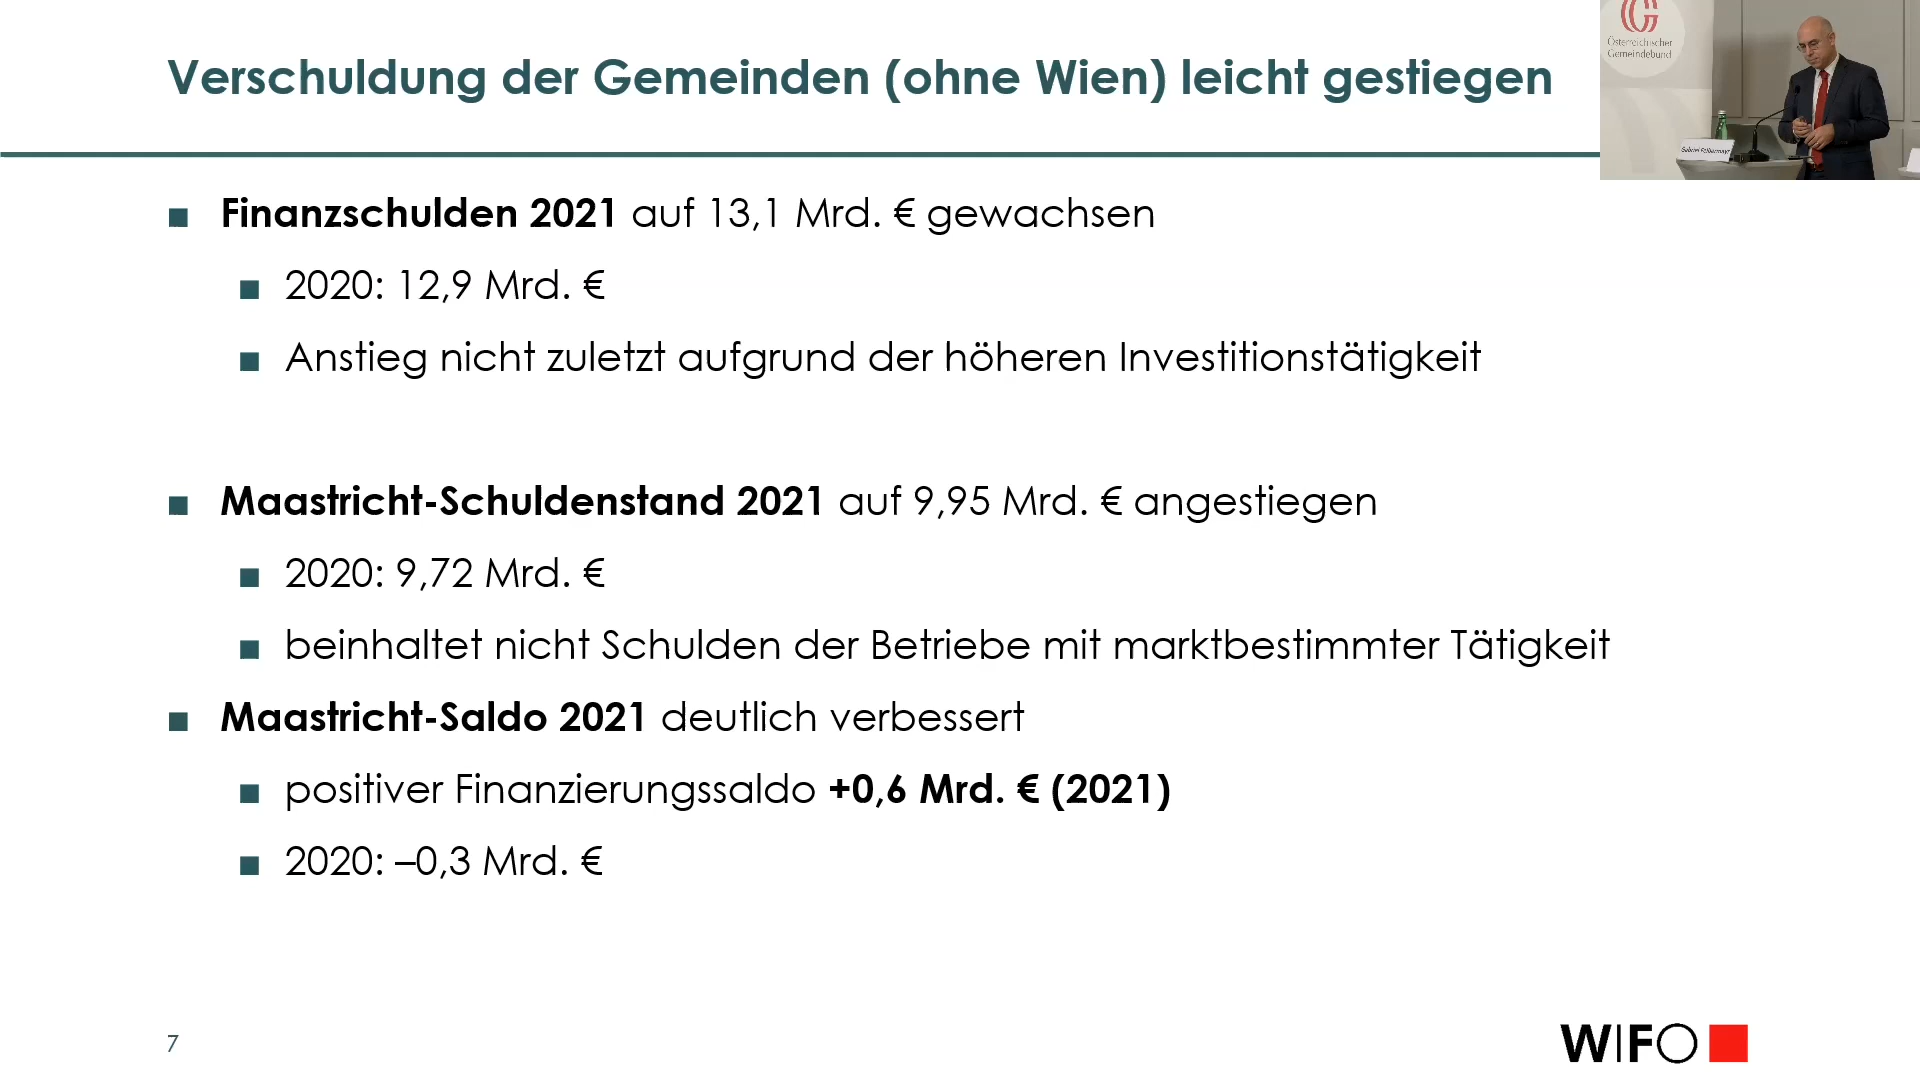 Verschuldung der Gemeinden (ohne Wien) leicht gestiegen
Österreichischer
Gemeindebund
Gabriel Felbermayr
Finanzschulden 2021 auf 13,1 Mrd. € gewachsen
2020: 12,9 Mrd. €
Anstieg nicht zuletzt aufgrund der höheren Investitionstätigkeit
Maastricht-Schuldenstand 2021 auf 9,95 Mrd. € angestiegen
2020: 9,72 Mrd. €
beinhaltet nicht Schulden der Betriebe mit marktbestimmter Tätigkeit
Maastricht-Saldo 2021 deutlich verbessert
positiver Finanzierungssaldo +0,6 Mrd. € (2021)
2020: –0,3 Mrd. €
7
WIFO